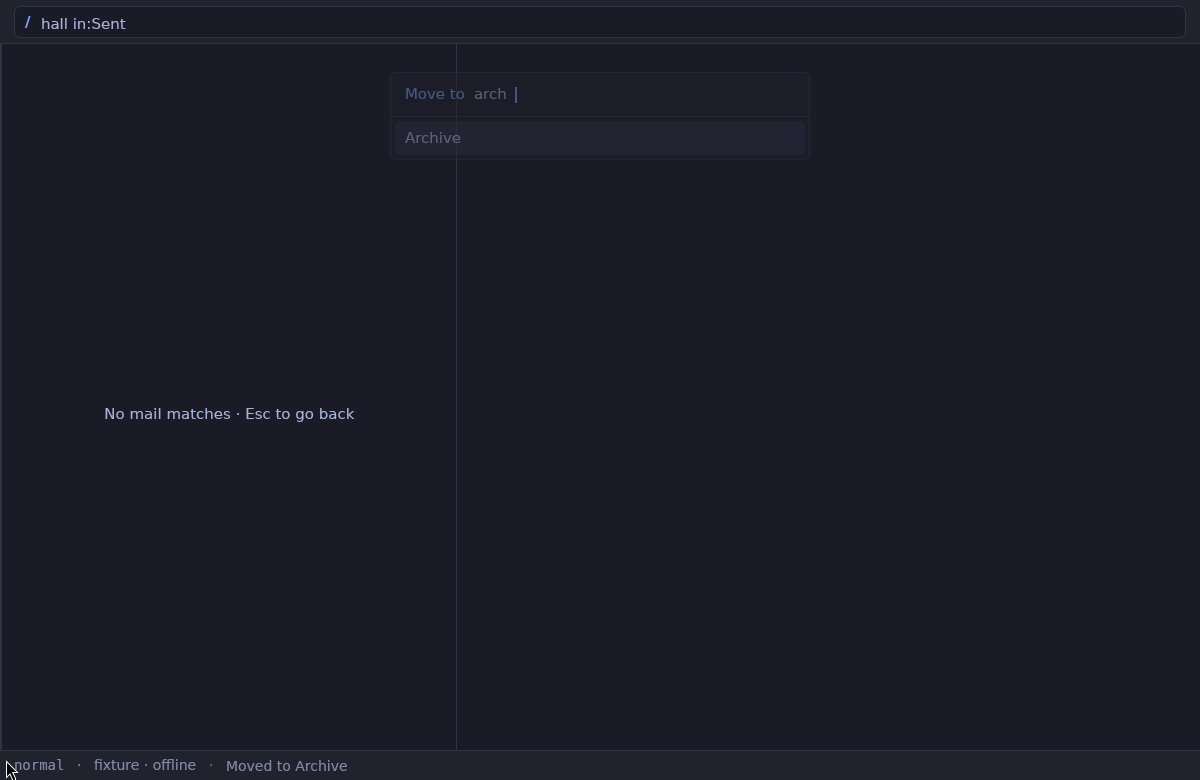 / hall in:Sent
Move to arch
Archive
No mail matches · Esc to go back
normal · fixture · offline · Moved to Archive